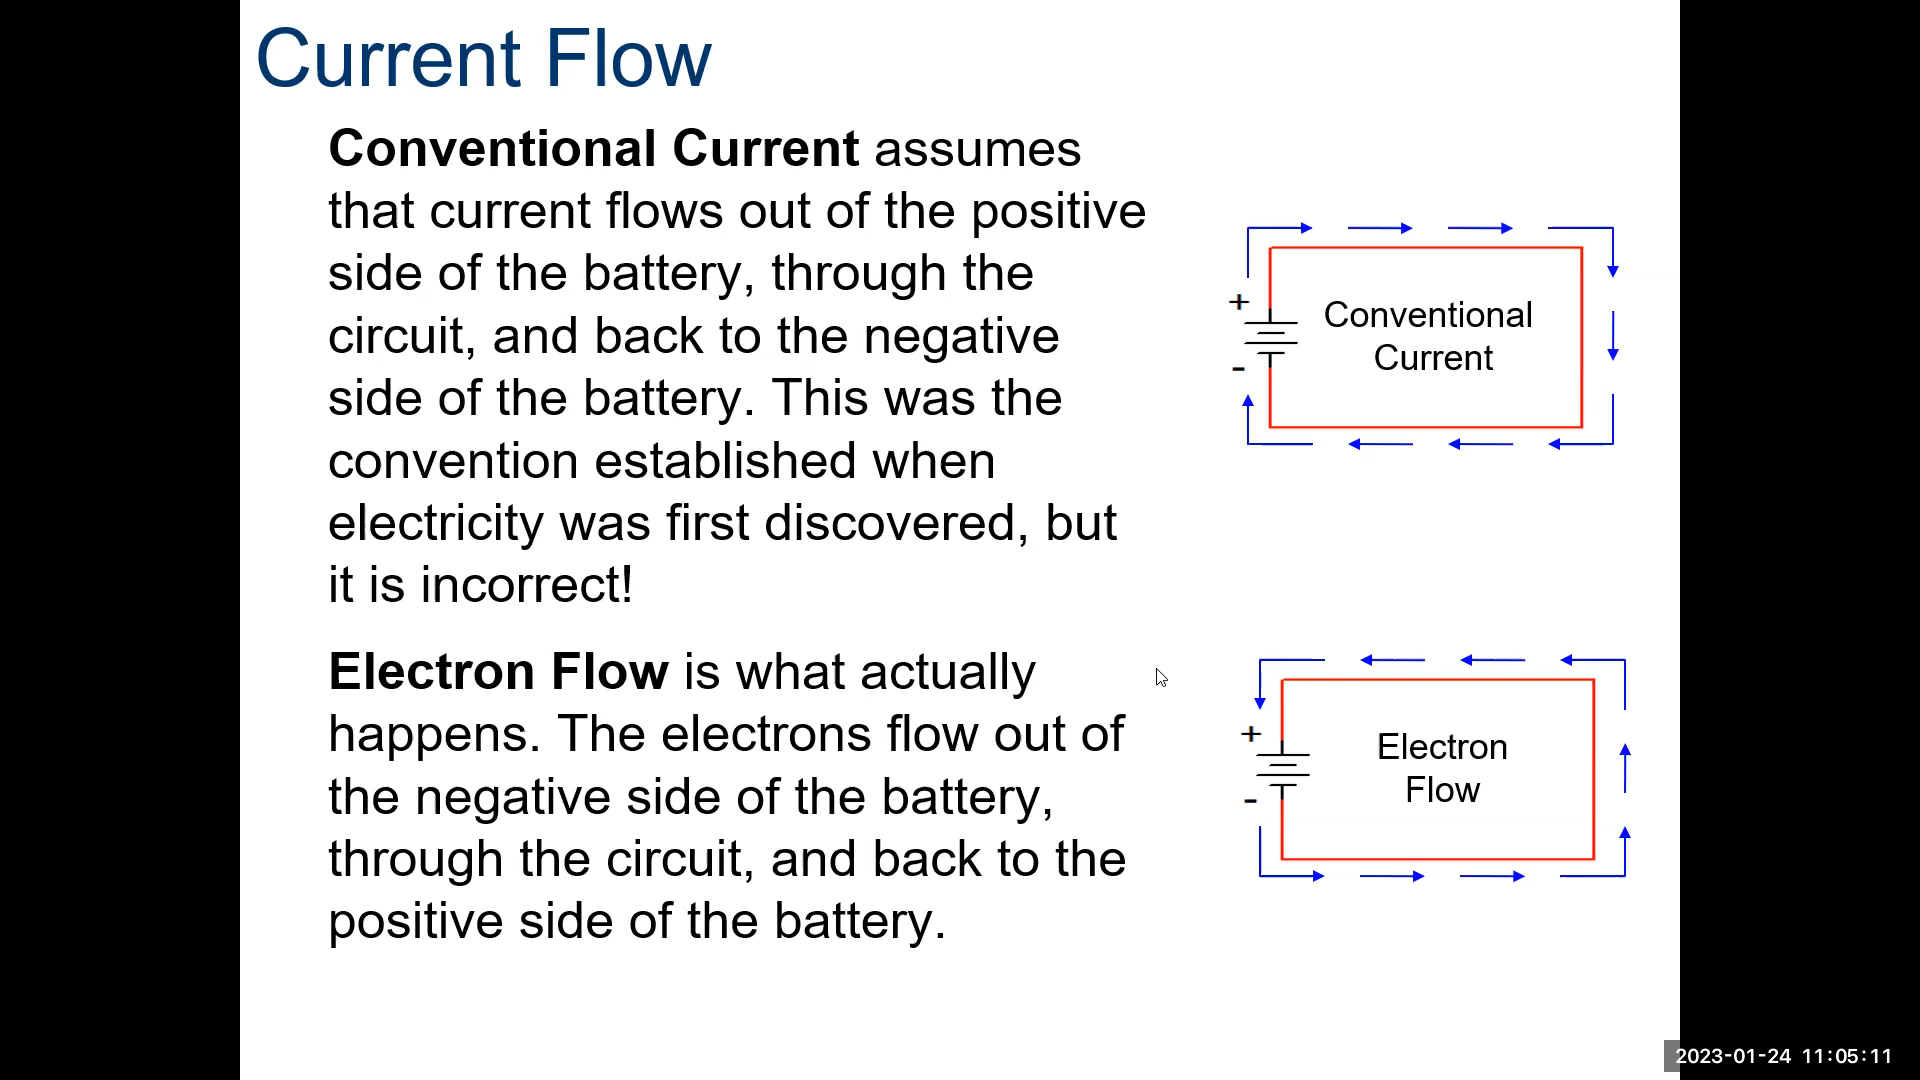 Current Flow
Conventional Current assumes
that current flows out of the positive
side of the battery, through the
circuit, and back to the negative
side of the battery. This was the
convention established when
electricity was first discovered, but
it is incorrect!
+
-
Conventional
Current
Electron Flow is what actually
happens. The electrons flow out of
the negative side of the battery,
through the circuit, and back to the
positive side of the battery.
+
-
Electron
Flow
2023-01-24 11:05:11